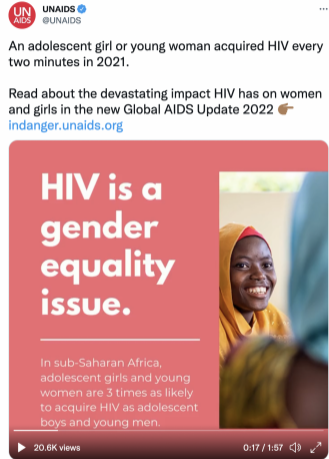 UN
AIDS
UNAIDS
@UNAIDS
...
An adolescent girl or young woman acquired HIV every
two minutes in 2021.
Read about the devastating impact HIV has on women
and girls in the new Global AIDS Update 2022 👉🏽
indanger.unaids.org
HIV is a
gender
equality
issue.
In sub-Saharan Africa,
adolescent girls and young
women are 3 times as likely
to acquire HIV as adolescent
boys and young men.
20.6K views
0:17 / 1:57